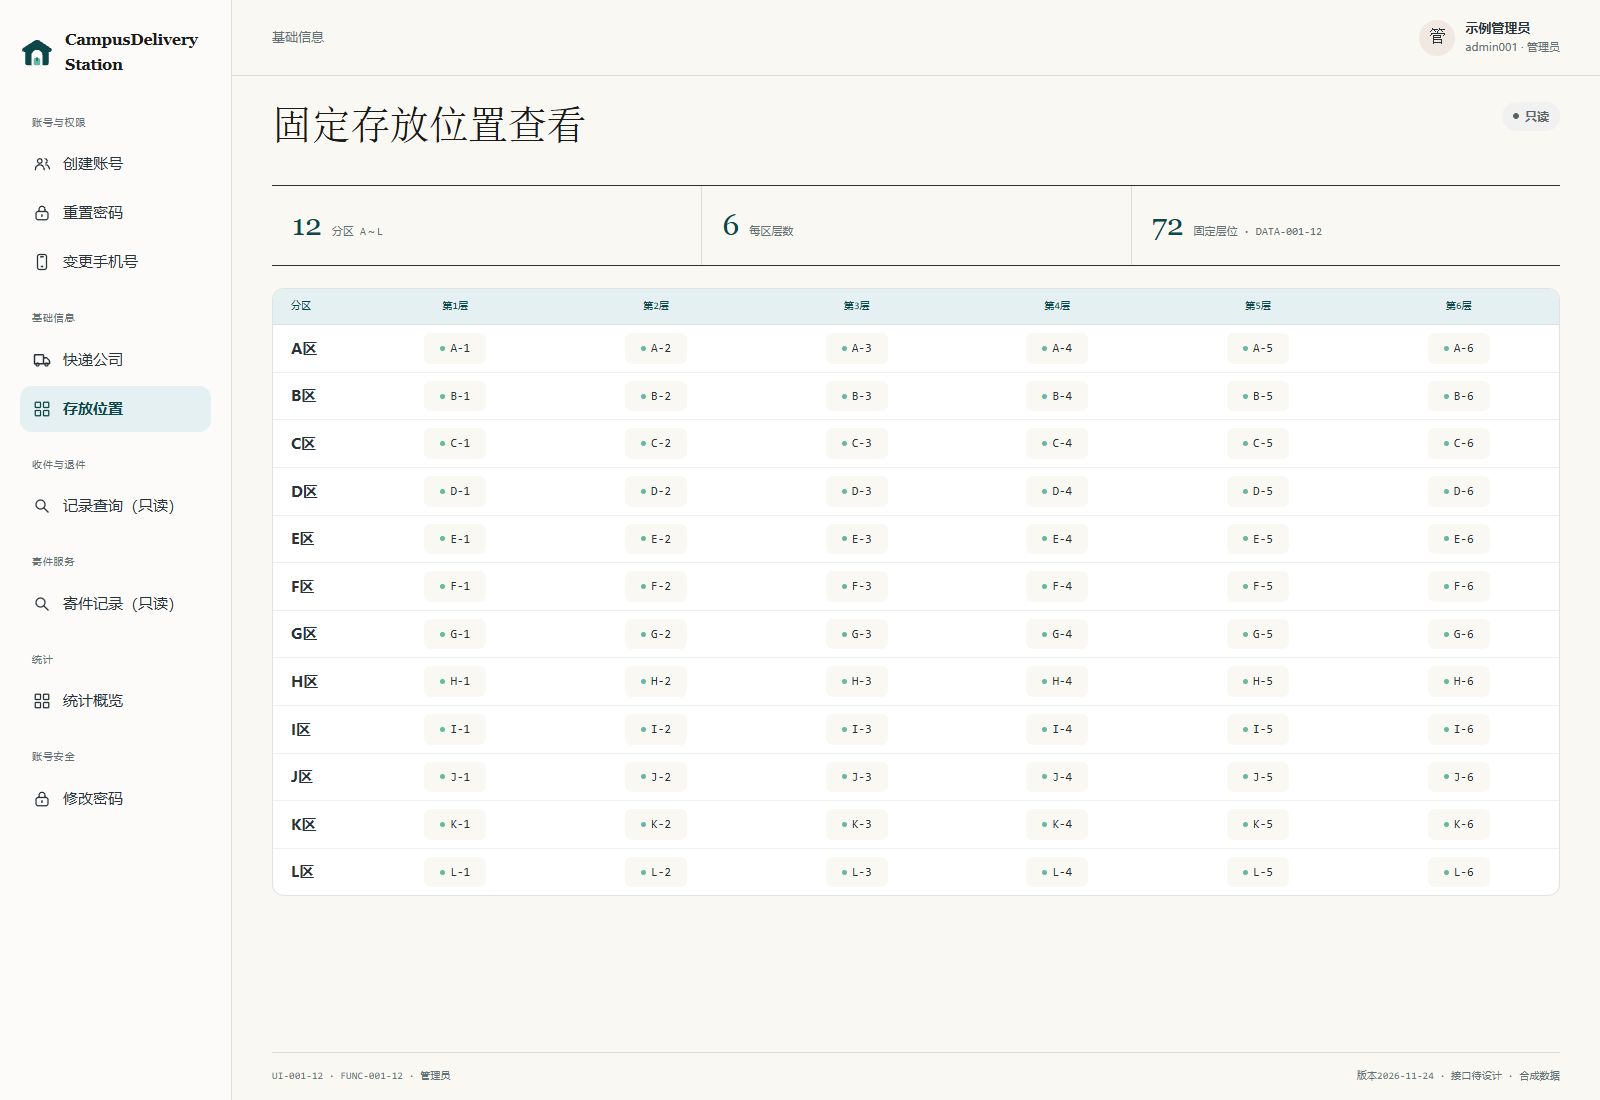 CampusDelivery
Station
账号与权限
创建账号
重置密码
变更手机号
基础信息
快递公司
存放位置
收件与退件
记录查询（只读）
寄件服务
寄件记录（只读）
统计
统计概览
账号安全
修改密码
基础信息
管
示例管理员
admin001 · 管理员
固定存放位置查看
只读
12 分区 A~L
6 每区层数
72 固定层位 · DATA-001-12
分区 第1层 第2层 第3层 第4层 第5层 第6层
A区 A-1 A-2 A-3 A-4 A-5 A-6
B区 B-1 B-2 B-3 B-4 B-5 B-6
C区 C-1 C-2 C-3 C-4 C-5 C-6
D区 D-1 D-2 D-3 D-4 D-5 D-6
E区 E-1 E-2 E-3 E-4 E-5 E-6
F区 F-1 F-2 F-3 F-4 F-5 F-6
G区 G-1 G-2 G-3 G-4 G-5 G-6
H区 H-1 H-2 H-3 H-4 H-5 H-6
I区 I-1 I-2 I-3 I-4 I-5 I-6
J区 J-1 J-2 J-3 J-4 J-5 J-6
K区 K-1 K-2 K-3 K-4 K-5 K-6
L区 L-1 L-2 L-3 L-4 L-5 L-6
UI-001-12 · FUNC-001-12 · 管理员
版本2026-11-24 · 接口待设计 · 合成数据